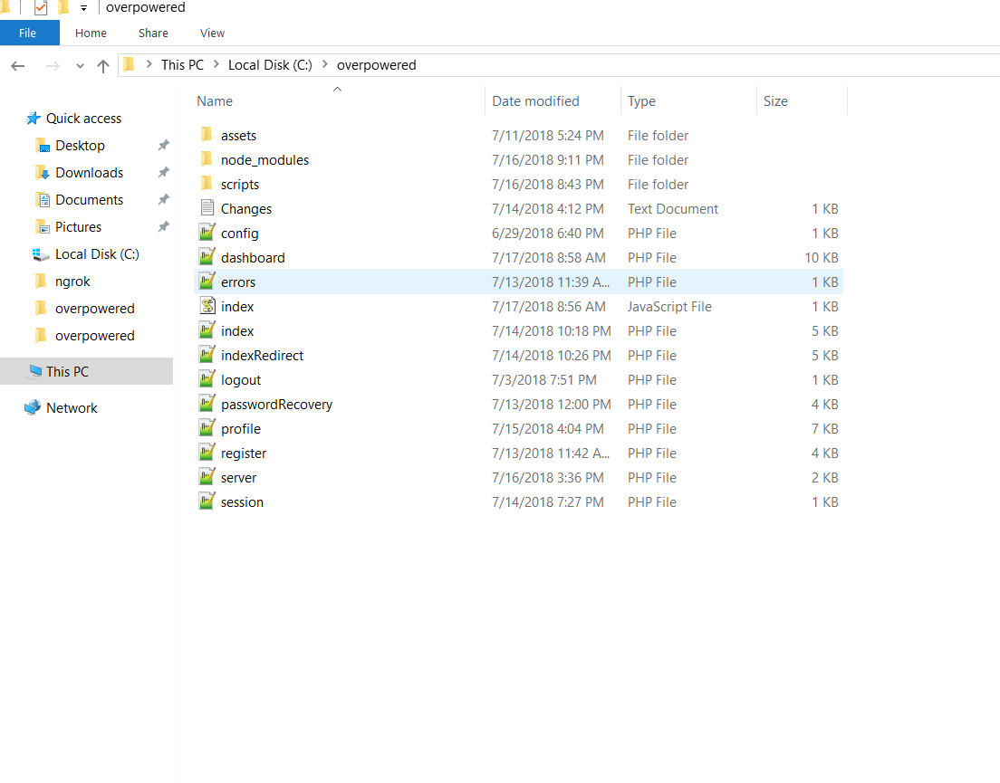 overpowered
File Home Share View
This PC Local Disk (C:) overpowered
Name Date modified Type Size
Quick access
Desktop
Downloads
Documents
Pictures
Local Disk (C:)
ngrok
overpowered
overpowered
This PC
Network
assets 7/11/2018 5:24 PM File folder
node_modules 7/16/2018 9:11 PM File folder
scripts 7/16/2018 8:43 PM File folder
Changes 7/14/2018 4:12 PM Text Document 1 KB
config 6/29/2018 6:40 PM PHP File 1 KB
dashboard 7/17/2018 8:58 AM PHP File 10 KB
errors 7/13/2018 11:39 A... PHP File 1 KB
index 7/17/2018 8:56 AM JavaScript File 1 KB
index 7/14/2018 10:18 PM PHP File 5 KB
indexRedirect 7/14/2018 10:26 PM PHP File 5 KB
logout 7/3/2018 7:51 PM PHP File 1 KB
passwordRecovery 7/13/2018 12:00 PM PHP File 4 KB
profile 7/15/2018 4:04 PM PHP File 7 KB
register 7/13/2018 11:42 A... PHP File 4 KB
server 7/16/2018 3:36 PM PHP File 2 KB
session 7/14/2018 7:27 PM PHP File 1 KB